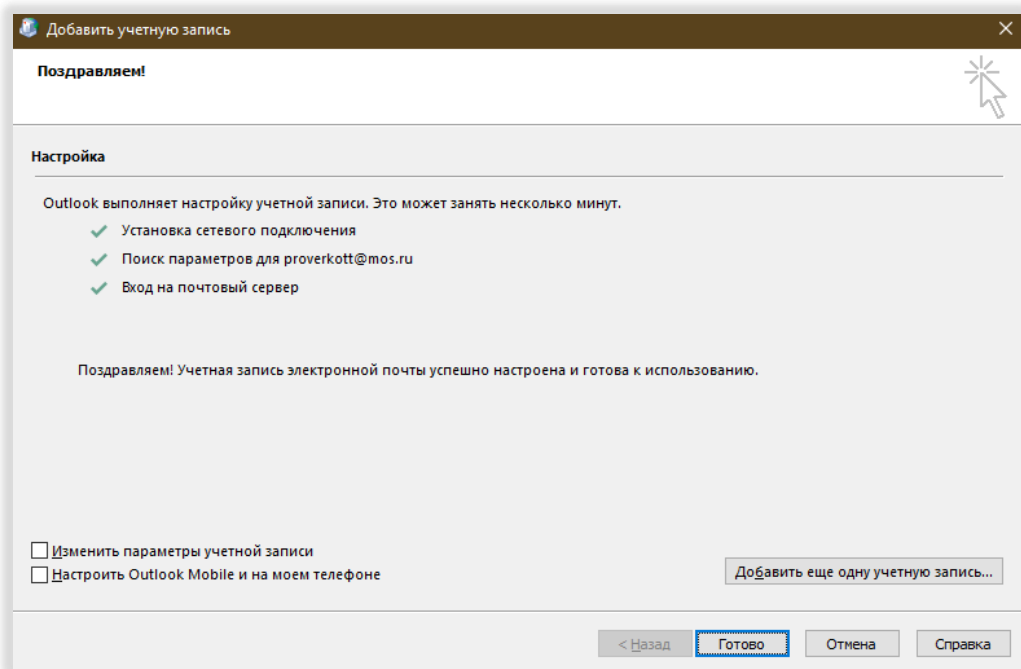 Добавить учетную запись
Поздравляем!
Настройка
Outlook выполняет настройку учетной записи. Это может занять несколько минут.
Установка сетевого подключения
Поиск параметров для proverkott@mos.ru
Вход на почтовый сервер
Поздравляем! Учетная запись электронной почты успешно настроена и готова к использованию.
Изменить параметры учетной записи
Настроить Outlook Mobile и на моем телефоне
Добавить еще одну учетную запись...
< Назад Готово Отмена Справка